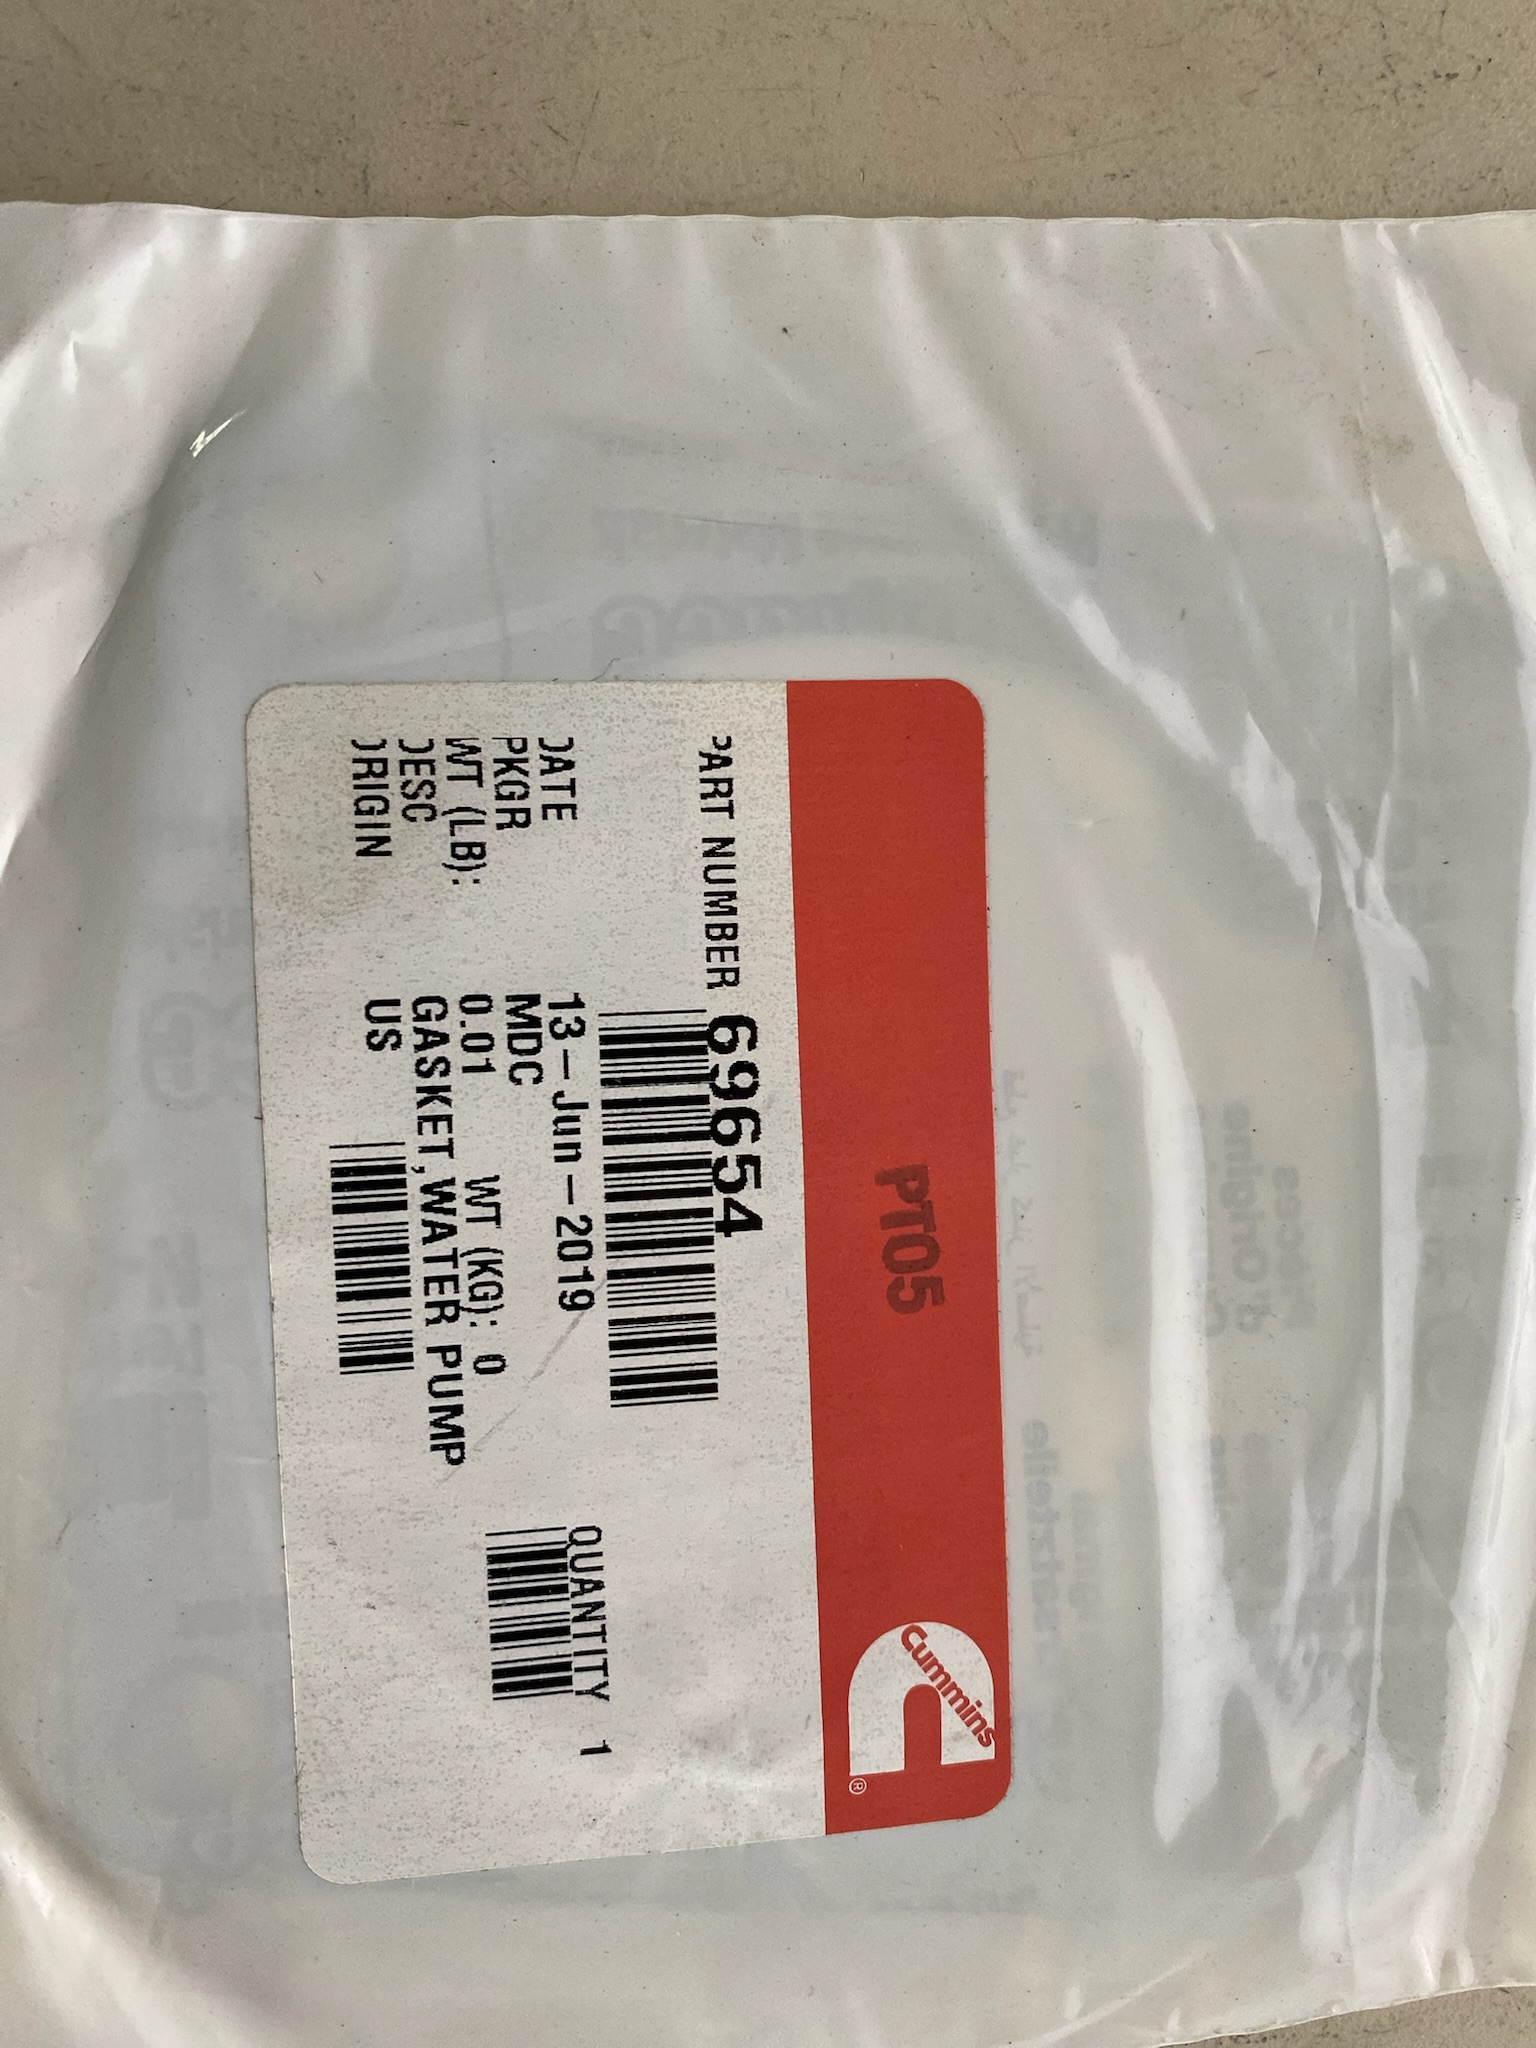 PT05
Cummins
®
PART NUMBER 69654
DATE 13-Jun-2019 QUANTITY 1
PKGR MDC
WT (LB): 0.01 WT (KG): 0
DESC GASKET,WATER PUMP
ORIGIN US